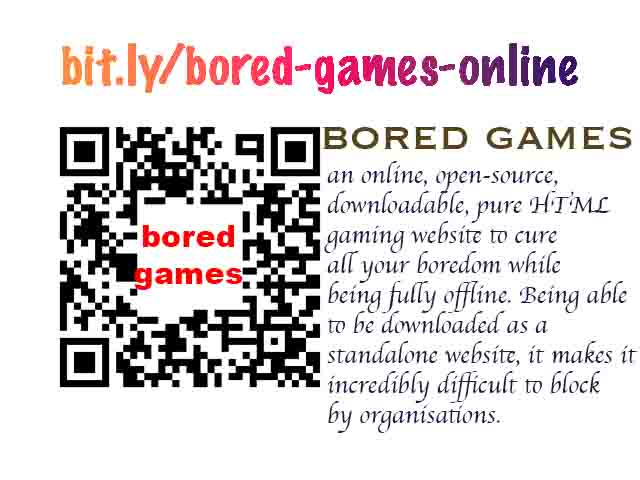 bit.ly/bored-games-online
bored
games
BORED GAMES
an online, open-source,
downloadable, pure HTML
gaming website to cure
all your boredom while
being fully offline. Being able
to be downloaded as a
standalone website, it makes it
incredibly difficult to block
by organisations.